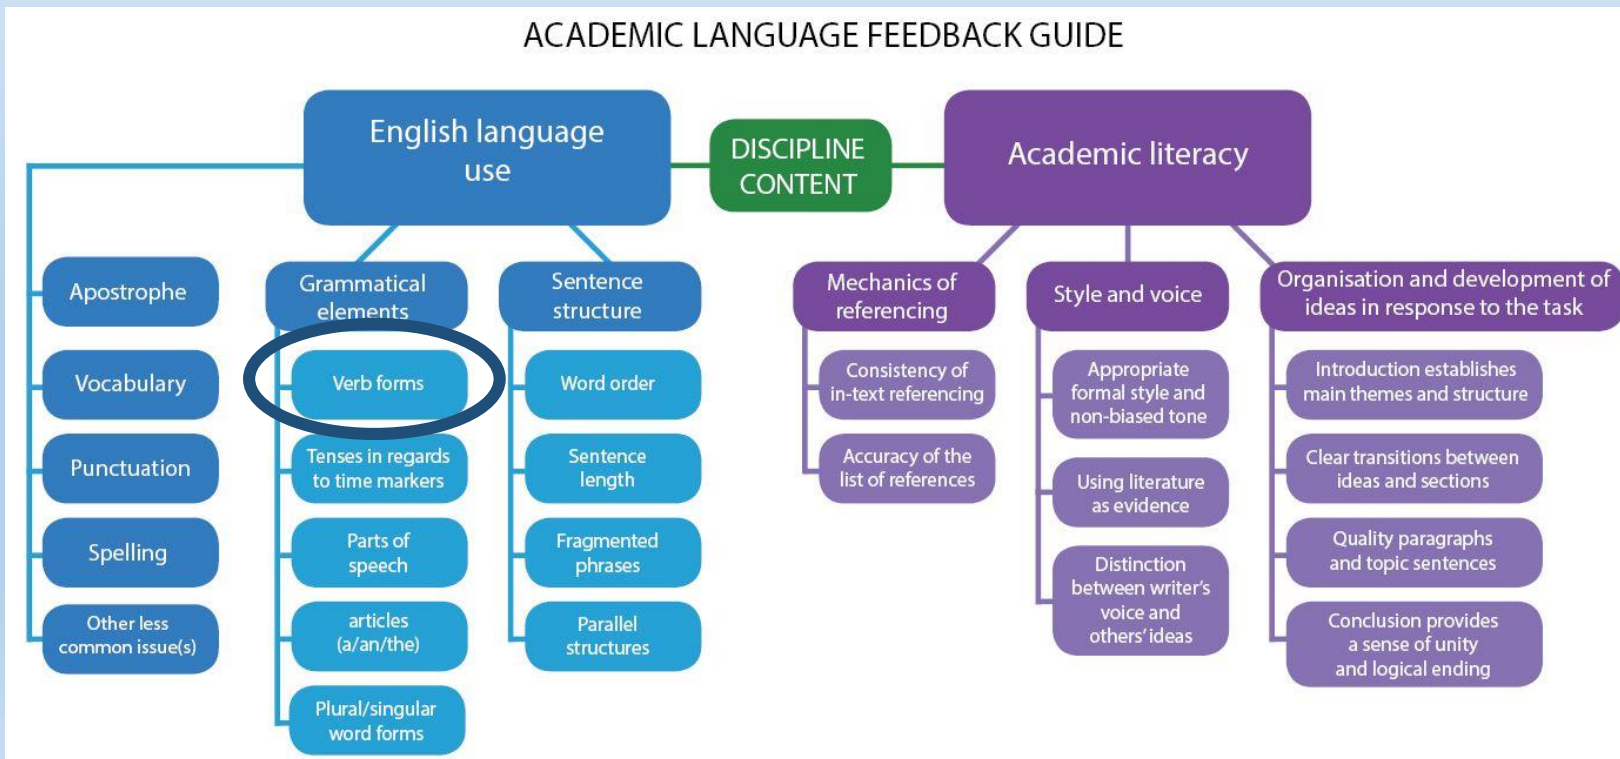 ACADEMIC LANGUAGE FEEDBACK GUIDE
English language
use
DISCIPLINE
CONTENT
Academic literacy
Apostrophe
Vocabulary
Punctuation
Spelling
Other less
common issue(s)
Grammatical
elements
Verb forms
Tenses in regards
to time markers
Parts of
speech
articles
(a/an/the)
Plural/singular
word forms
Sentence
structure
Word order
Sentence
length
Fragmented
phrases
Parallel
structures
Mechanics of
referencing
Consistency of
in-text referencing
Accuracy of the
list of references
Style and voice
Appropriate
formal style and
non-biased tone
Using literature
as evidence
Distinction
between writer's
voice and
others' ideas
Organisation and development of
ideas in response to the task
Introduction establishes
main themes and structure
Clear transitions between
ideas and sections
Quality paragraphs
and topic sentences
Conclusion provides
a sense of unity
and logical ending